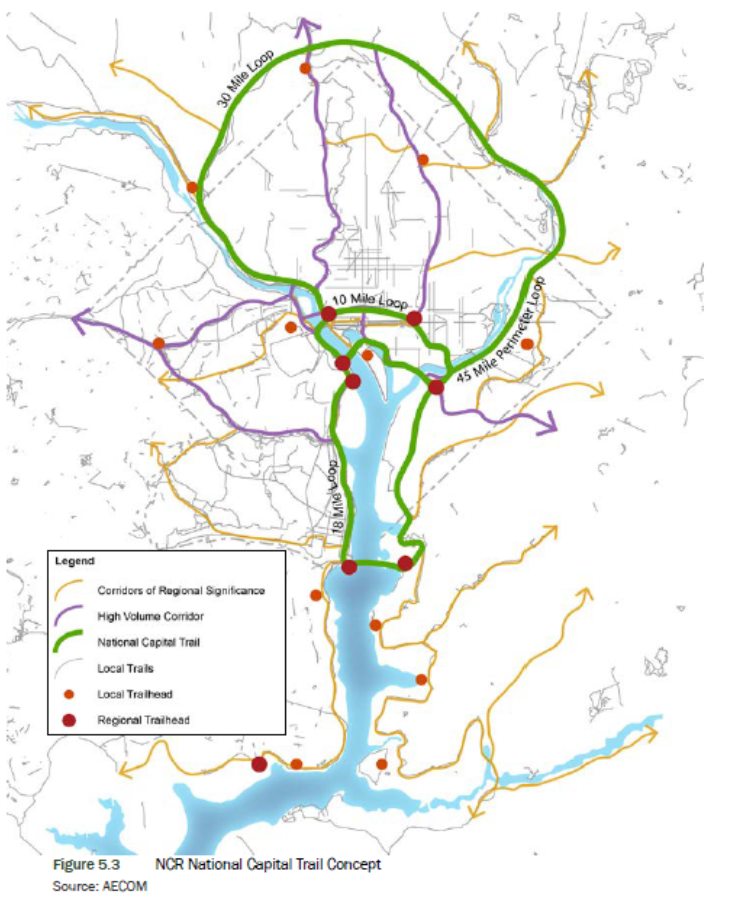 30 Mile Loop
10 Mile Loop
45 Mile Perimeter Loop
18 Mile Loop
Legend
Corridors of Regional Significance
High Volume Corridor
National Capital Trail
Local Trails
Local Trailhead
Regional Trailhead
Figure 5.3 NCR National Capital Trail Concept
Source: AECOM